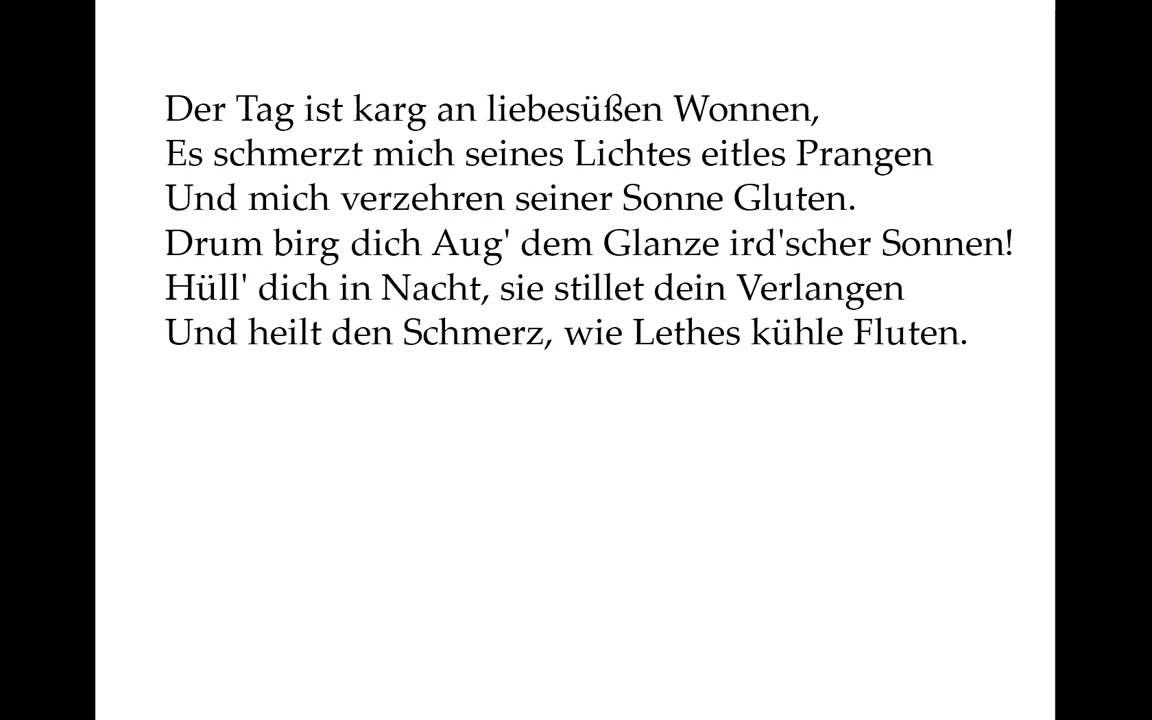 Der Tag ist karg an liebesüßen Wonnen,
Es schmerzt mich seines Lichtes eitles Prangen
Und mich verzehren seiner Sonne Gluten.
Drum birg dich Aug' dem Glanze ird'scher Sonnen!
Hüll' dich in Nacht, sie stillet dein Verlangen
Und heilt den Schmerz, wie Lethes kühle Fluten.